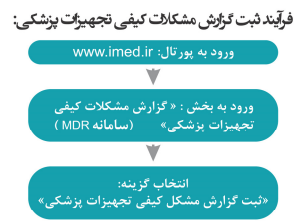 فرآیند ثبت گزارش مشکلات کیفی تجهیزات پزشکی:
ورود به پورتال: www.imed.ir
ورود به بخش : « گزارش مشکلات کیفی
تجهیزات پزشکی» (سامانه MDR )
انتخاب گزینه:
«ثبت گزارش مشکل کیفی تجهیزات پزشکی»